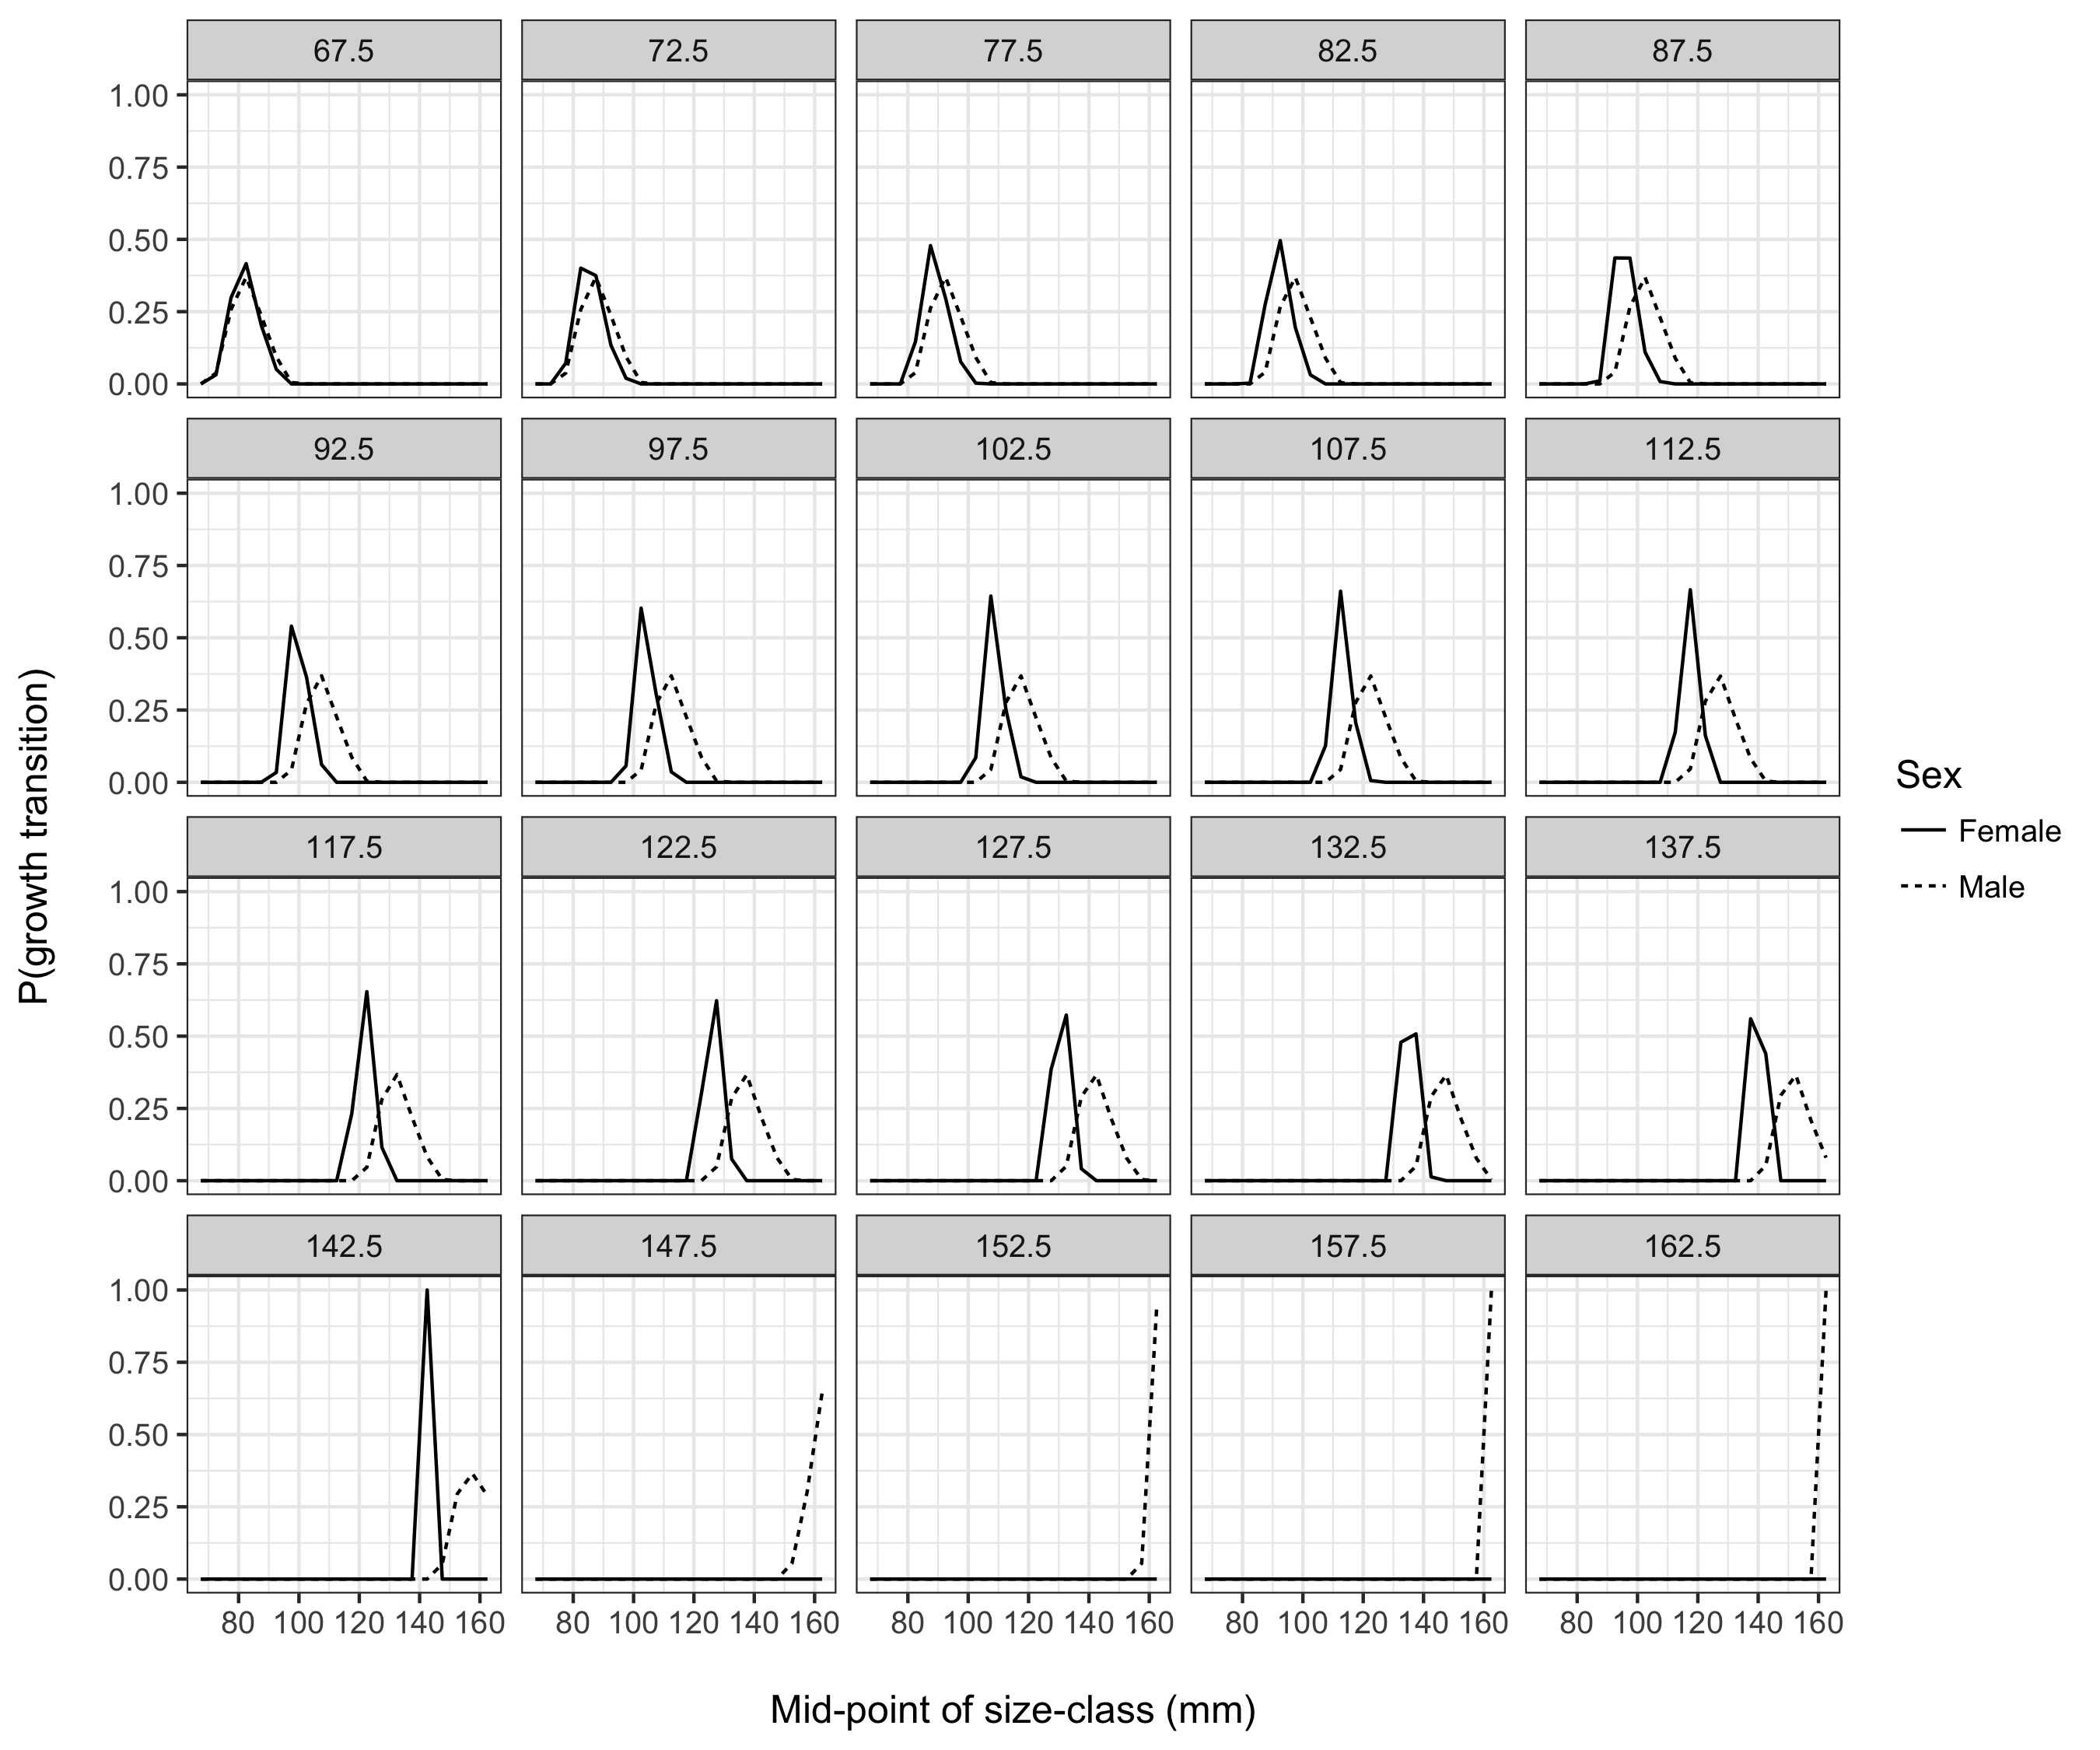 67.5 72.5 77.5 82.5 87.5
1.00
0.75
0.50
0.25
0.00
92.5 97.5 102.5 107.5 112.5
1.00
0.75
0.50
0.25
0.00
117.5 122.5 127.5 132.5 137.5
1.00
0.75
0.50
0.25
0.00
142.5 147.5 152.5 157.5 162.5
1.00
0.75
0.50
0.25
0.00
80 100 120 140 160 80 100 120 140 160 80 100 120 140 160 80 100 120 140 160 80 100 120 140 160
Mid-point of size-class (mm)
P(growth transition)
Sex
Female
Male